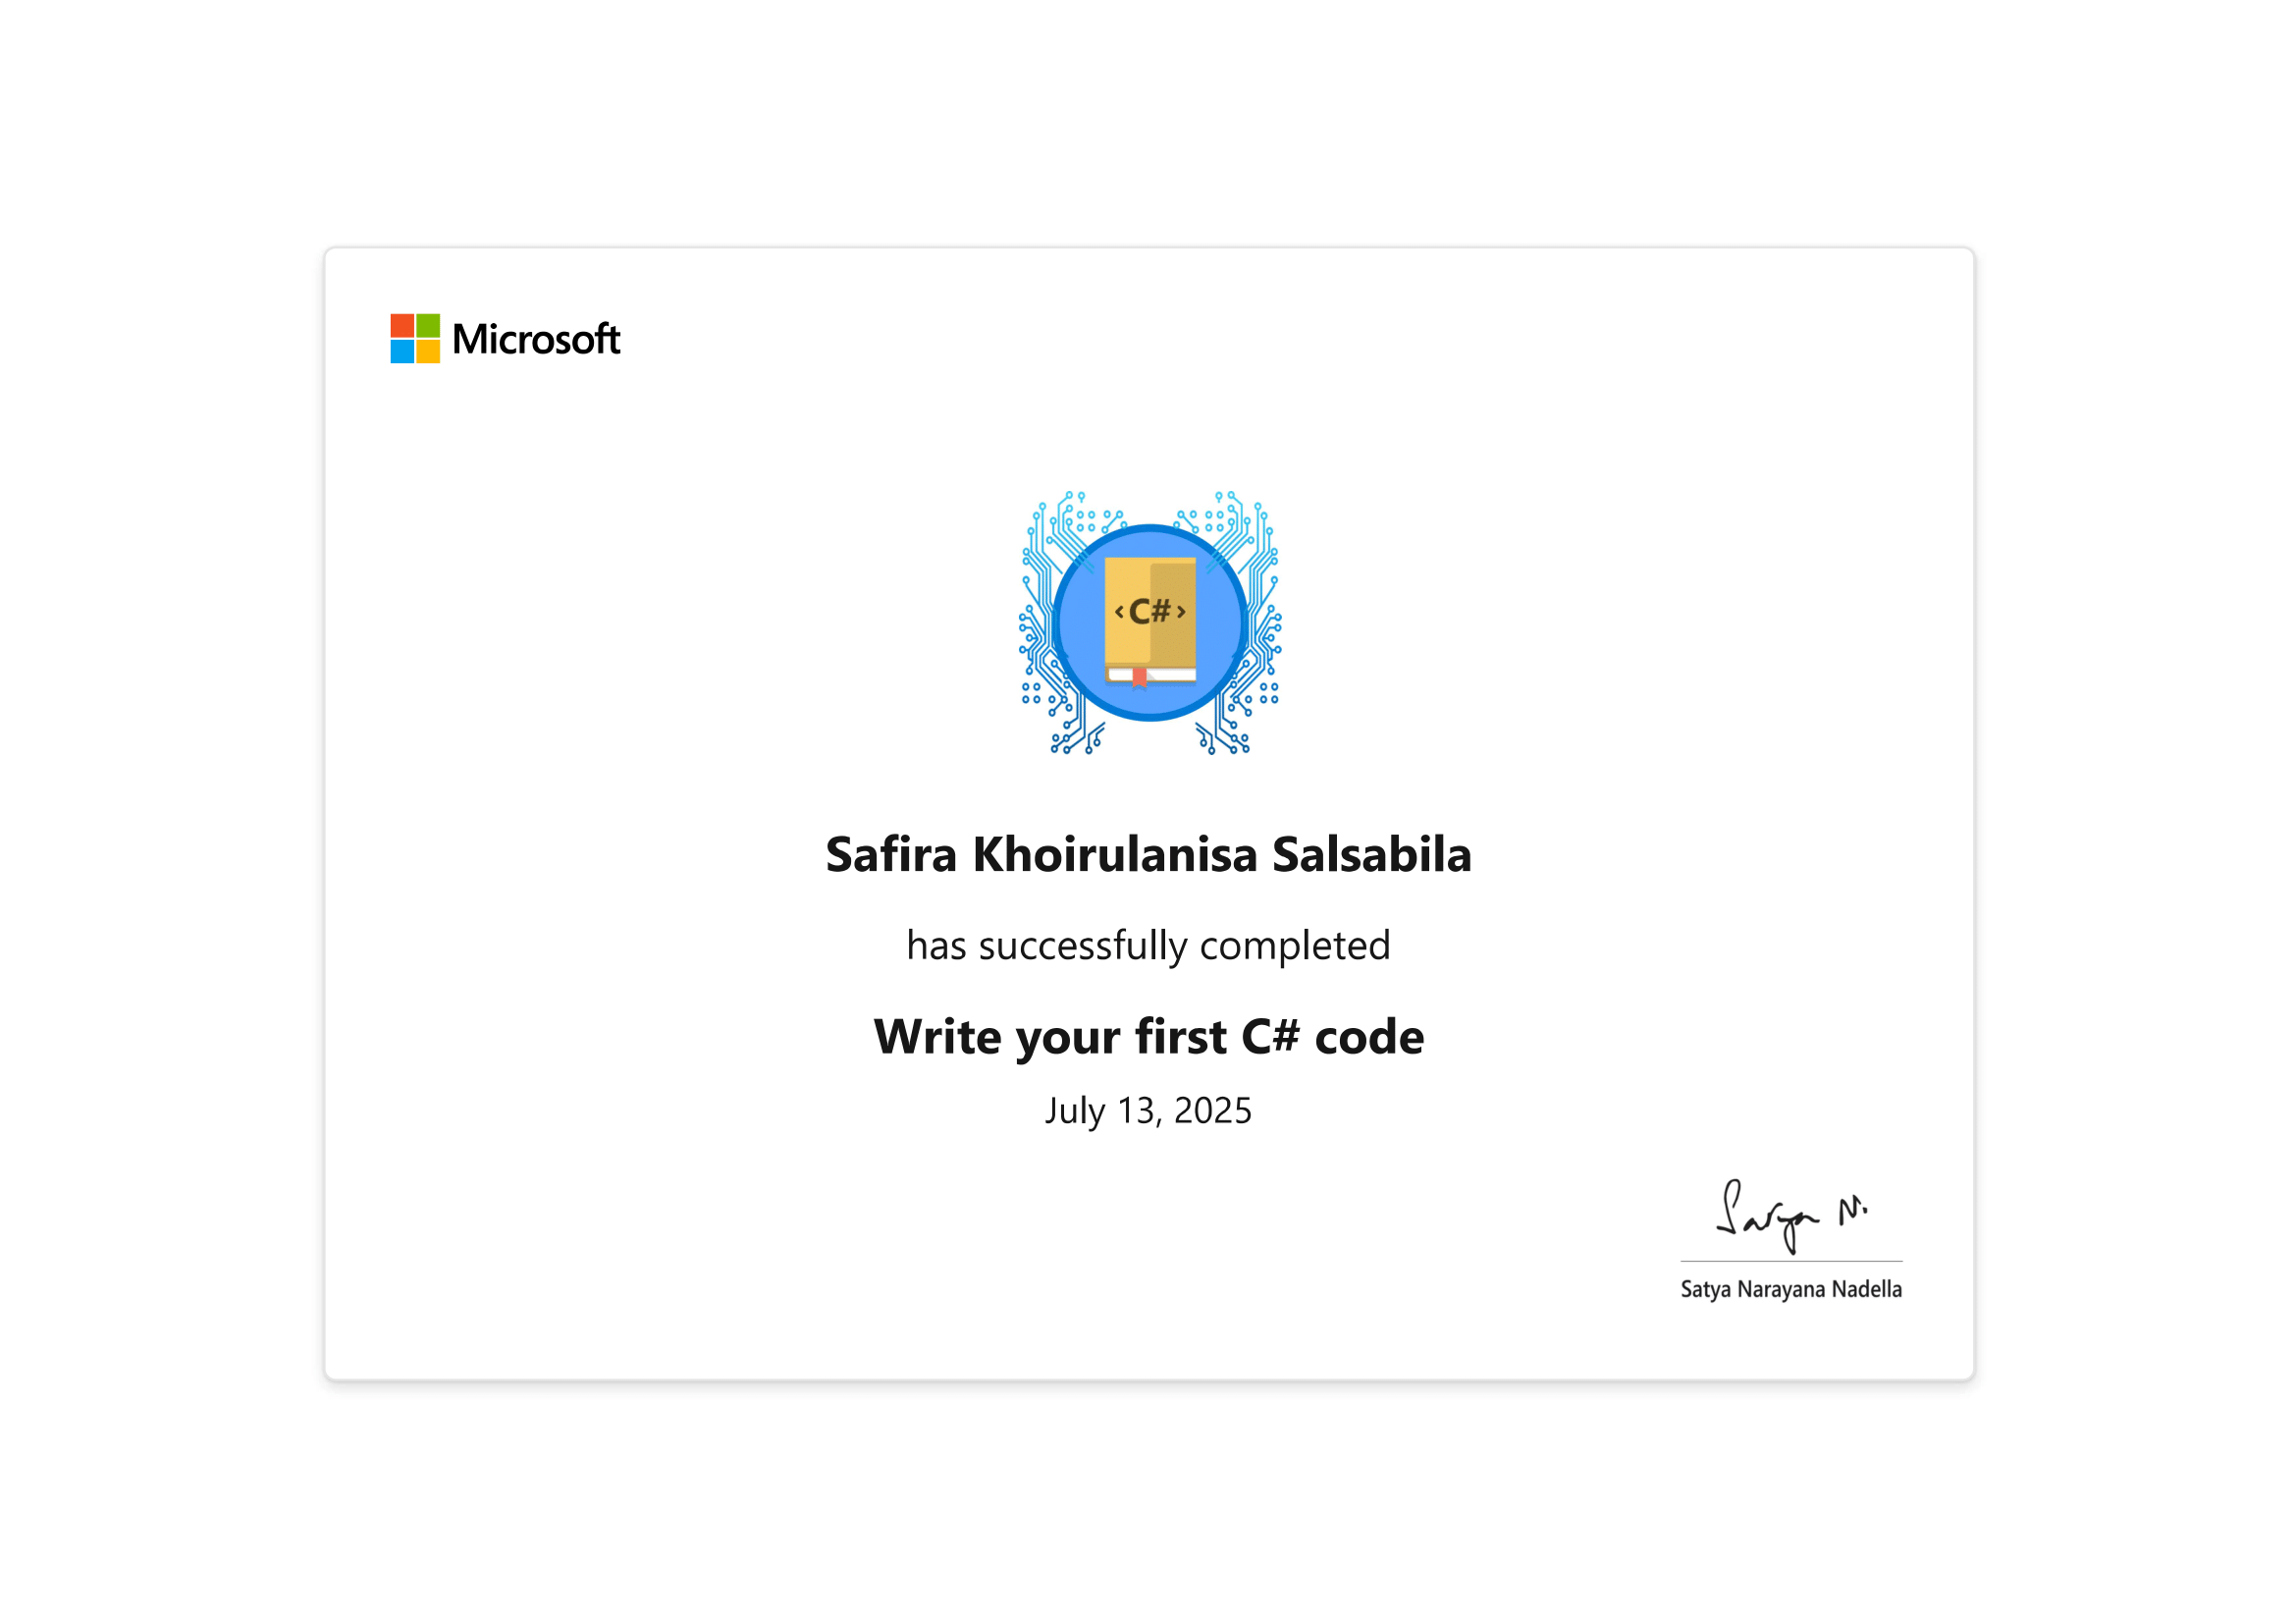 Microsoft
<C#>
Safira Khoirulanisa Salsabila
has successfully completed
Write your first C# code
July 13, 2025
Satya N.
Satya Narayana Nadella